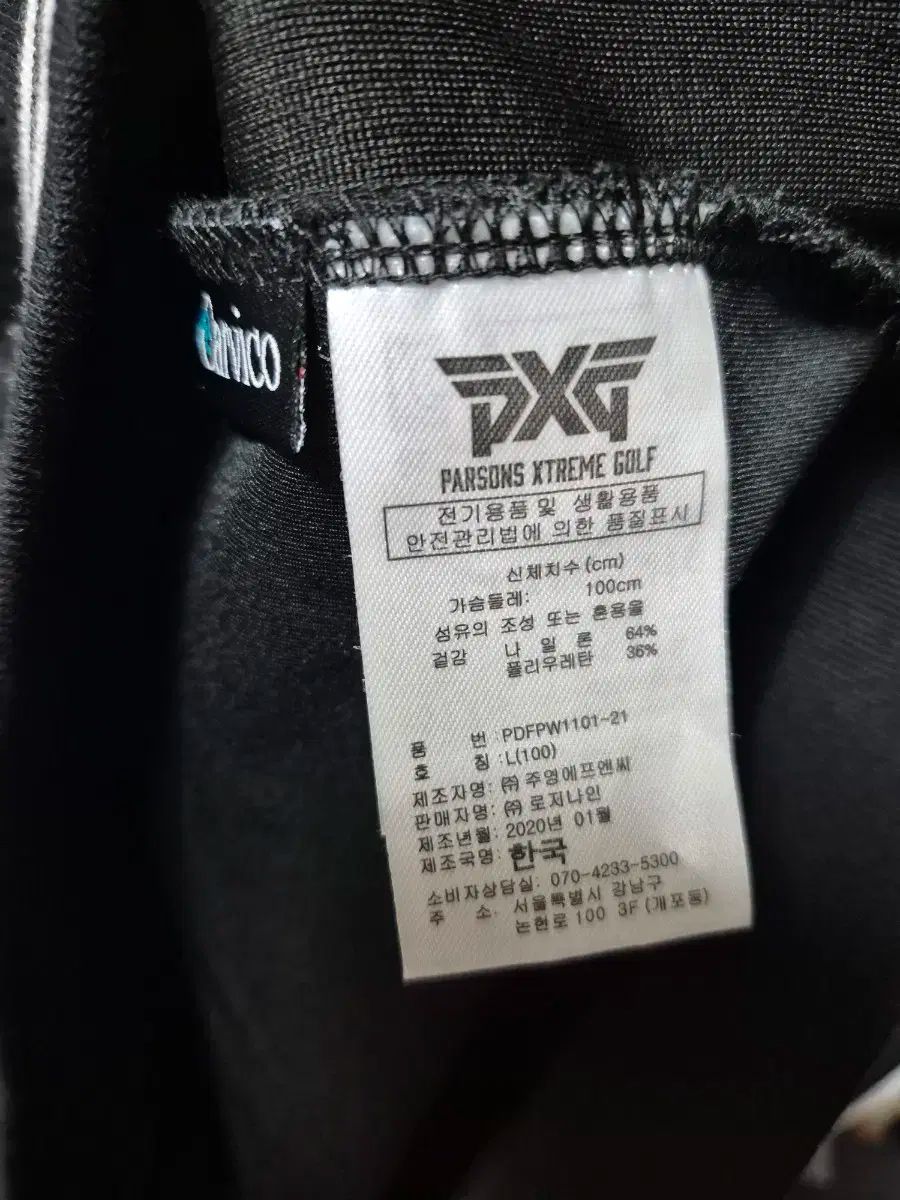 arvico
PXG
PARSONS XTREME GOLF
전기용품및 생활용품
안전관리법에 의한 품질표시
신체치수(cm)
가슴둘레: 100cm
섬유의 조성 또는 혼용율
겉감 나 일 론 64%
폴리우레탄 36%
품 번 :PDFPW1101-21
호 칭 :L(100)
제조자명: ㈜ 주영에프엔씨
판매자명: ㈜ 로저나인
제조년월: 2020년 01월
제조국명: 한국
소비자상담실: 070-4233-5300
주 소. 서울특별시 강남구
논현로100 3F (개포동)